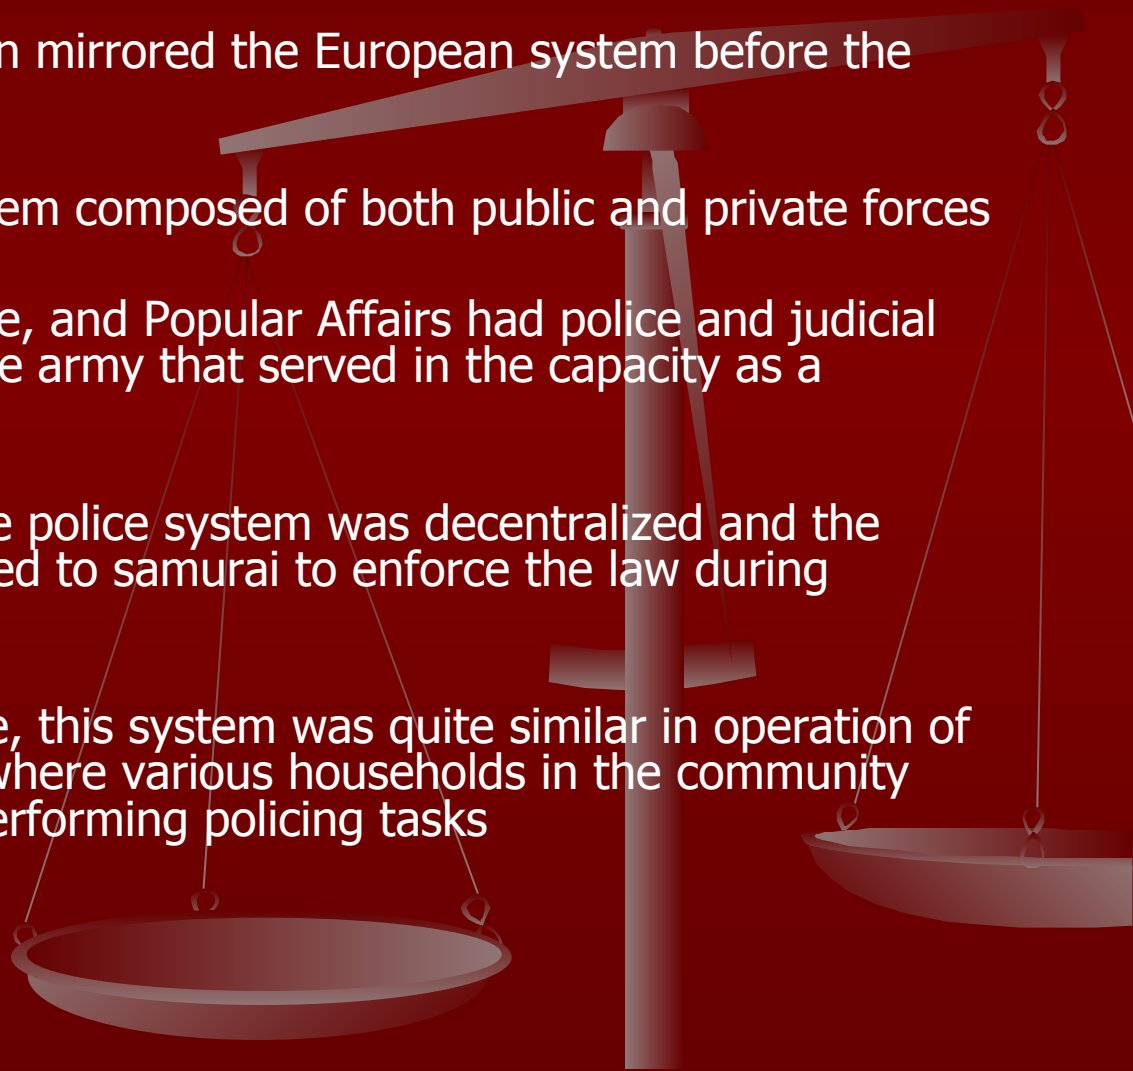 n mirrored the European system before the
em composed of both public and private forces
e, and Popular Affairs had police and judicial
e army that served in the capacity as a
e police system was decentralized and the
ed to samurai to enforce the law during
e, this system was quite similar in operation of
where various households in the community
erforming policing tasks